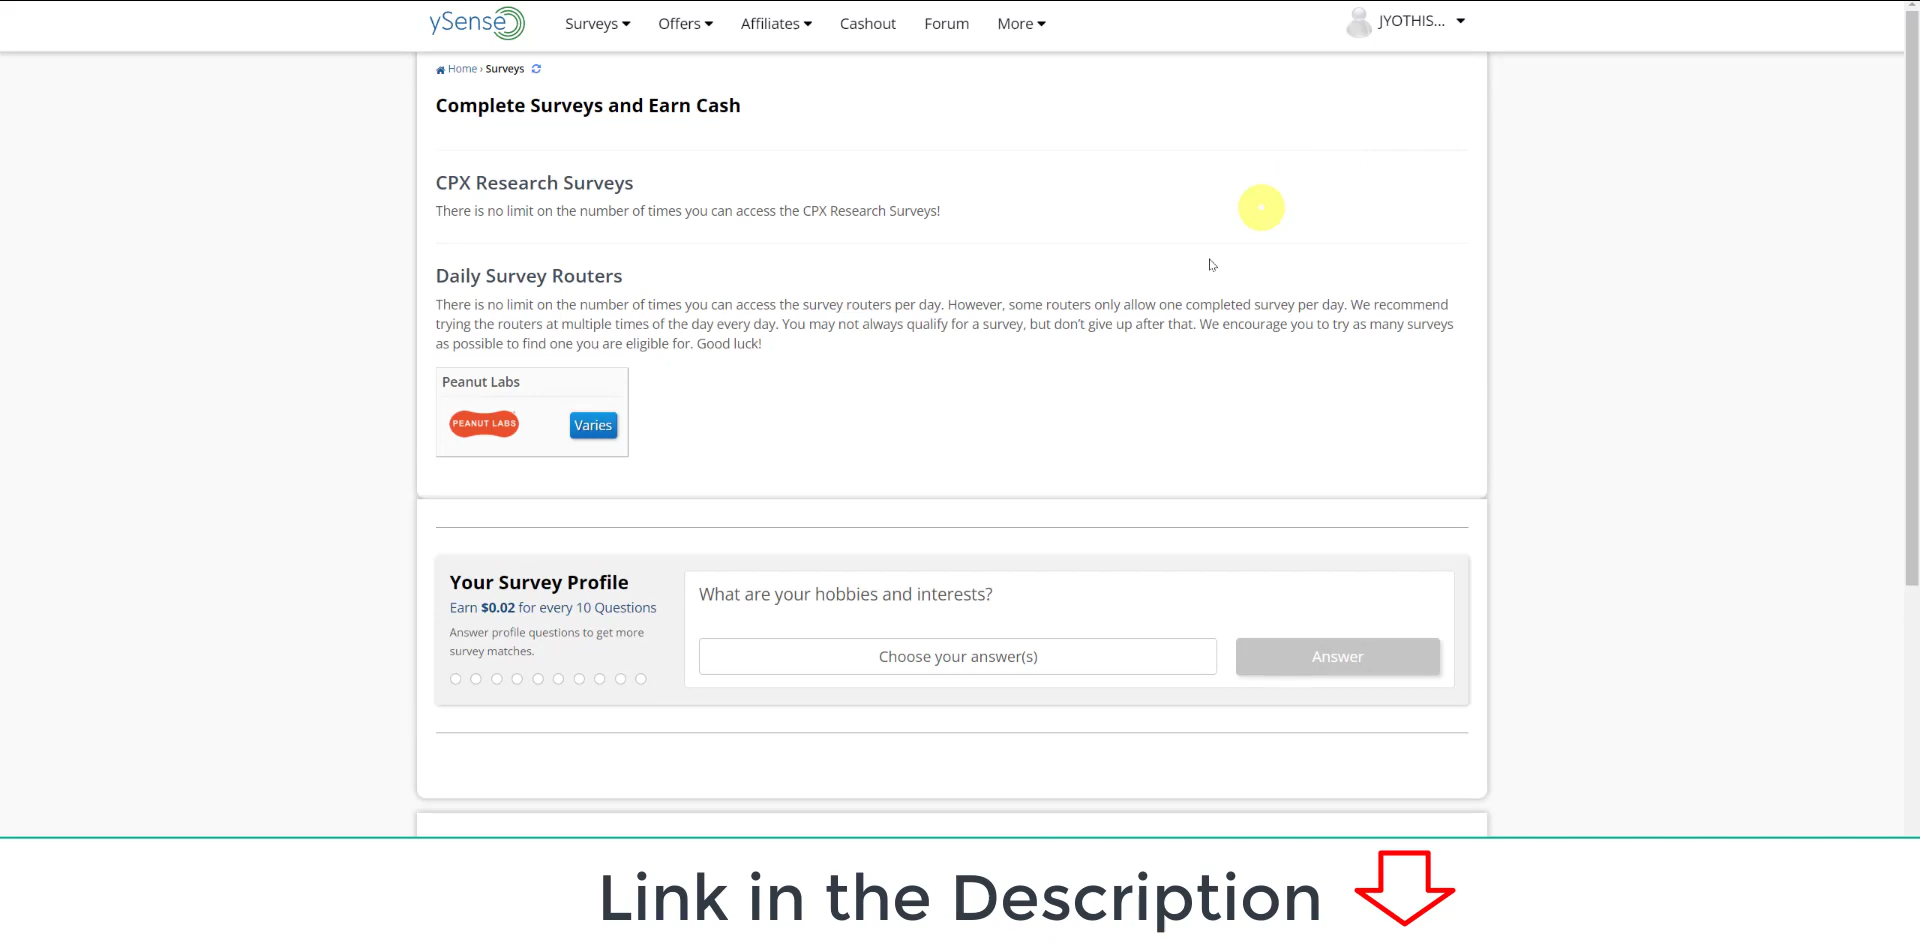 ySense
Surveys
Offers
Affiliates
Cashout
Forum
More
JYOTHIS...
Home › Surveys
Complete Surveys and Earn Cash
CPX Research Surveys
There is no limit on the number of times you can access the CPX Research Surveys!
Daily Survey Routers
There is no limit on the number of times you can access the survey routers per day. However, some routers only allow one completed survey per day. We recommend
trying the routers at multiple times of the day every day. You may not always qualify for a survey, but don't give up after that. We encourage you to try as many surveys
as possible to find one you are eligible for. Good luck!
Peanut Labs
PEANUT LABS
Varies
Your Survey Profile
Earn $0.02 for every 10 Questions
Answer profile questions to get more
survey matches.
What are your hobbies and interests?
Choose your answer(s)
Answer
Link in the Description